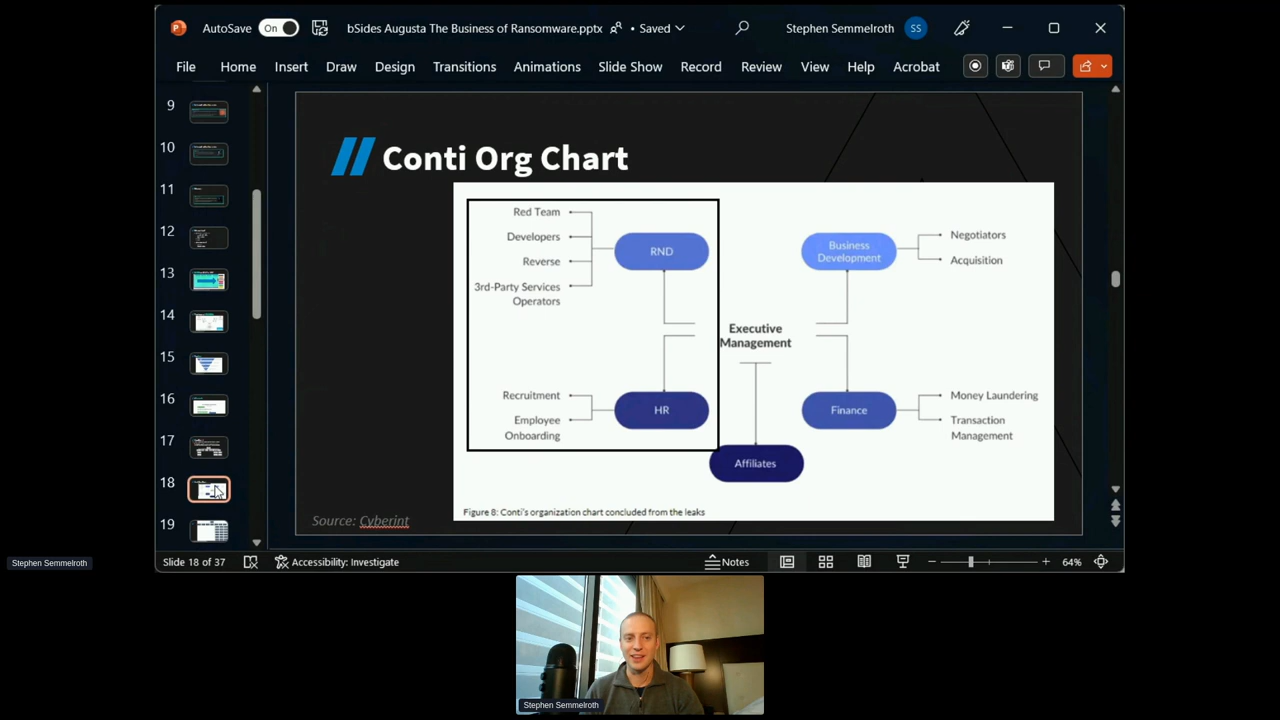 AutoSave
On
bSides Augusta The Business of Ransomware.pptx
• Saved
Stephen Semmelroth
SS
File Home Insert Draw Design Transitions Animations Slide Show Record Review View Help Acrobat
9
10
11
12
13
14
15
16
17
18
19
Conti Org Chart
Red Team
Developers
Reverse
3rd-Party Services
Operators
RND
Business
Development
Negotiators
Acquisition
Executive
Management
Recruitment
Employee
Onboarding
HR
Finance
Money Laundering
Transaction
Management
Affiliates
Figure 8: Conti's organization chart concluded from the leaks
Source: Cyberint
Slide 18 of 37
Accessibility: Investigate
Notes
64%
Stephen Semmelroth
Stephen Semmelroth